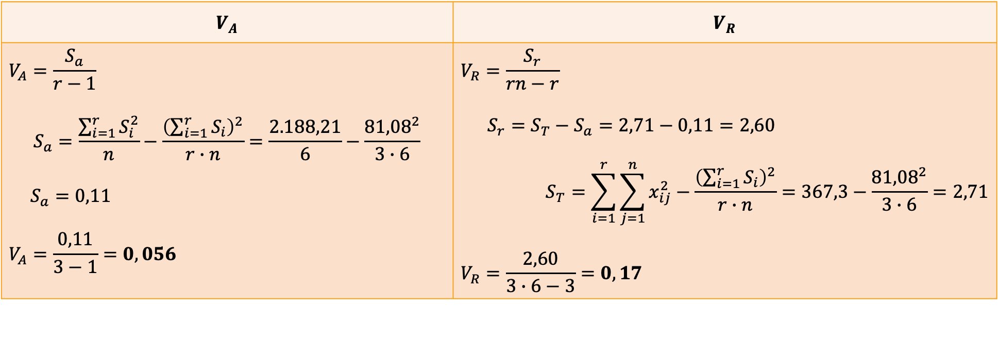 V_A
V_R
V_A = S_a / (r − 1)
S_a = (∑_{i=1}^{r} S_i^2) / n − (∑_{i=1}^{r} S_i)^2 / (r · n) = 2.188,21 / 6 − 81,08^2 / (3 · 6)
S_a = 0,11
V_A = 0,11 / (3 − 1) = 0,056
V_R = S_r / (rn − r)
S_r = S_T − S_a = 2,71 − 0,11 = 2,60
S_T = ∑_{i=1}^{r} ∑_{j=1}^{n} x_{ij}^2 − (∑_{i=1}^{r} S_i)^2 / (r · n) = 367,3 − 81,08^2 / (3 · 6) = 2,71
V_R = 2,60 / (3 · 6 − 3) = 0,17